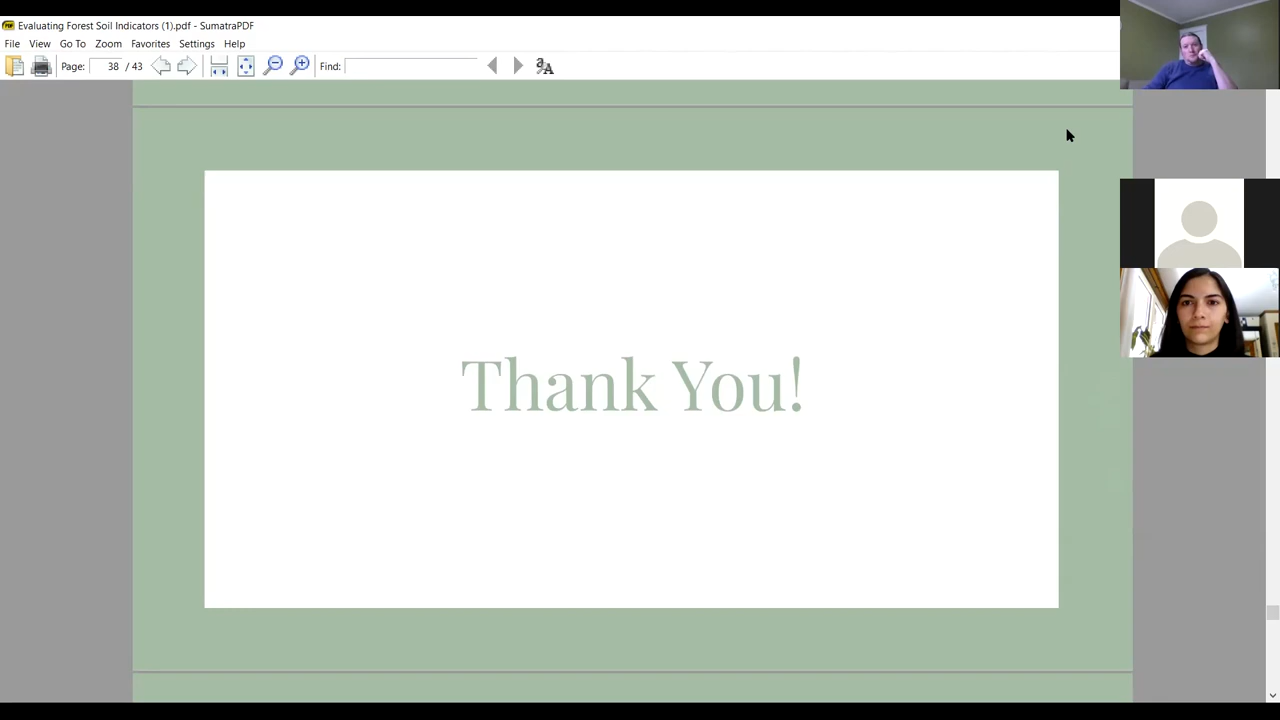 Evaluating Forest Soil Indicators (1).pdf - SumatraPDF
File View Go To Zoom Favorites Settings Help
Page: 38 / 43 Find:
Thank You!